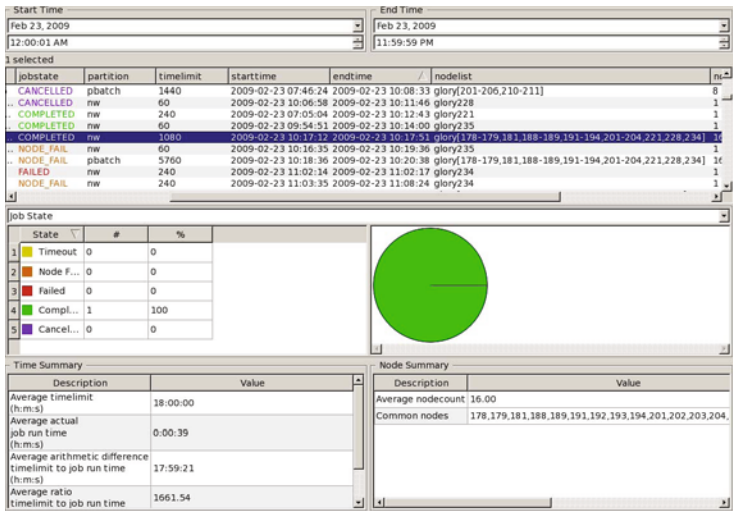 Start Time
End Time
Feb 23, 2009
Feb 23, 2009
12:00:01 AM
11:59:59 PM
1 selected
jobstate partition timelimit starttime endtime nodelist
CANCELLED pbatch 1440 2009-02-23 07:46:24 2009-02-23 10:08:33 glory[201-206,210-211] 8
.. CANCELLED nw 60 2009-02-23 10:06:58 2009-02-23 10:11:46 glory228 1
.. COMPLETED nw 240 2009-02-23 07:05:04 2009-02-23 10:12:43 glory221 1
.. COMPLETED nw 60 2009-02-23 09:54:51 2009-02-23 10:14:00 glory235 1
.. COMPLETED nw 1080 2009-02-23 10:17:12 2009-02-23 10:17:51 glory[178-179,181,188-189,191-194,201-204,221,228,234] 16
.. NODE_FAIL nw 60 2009-02-23 10:16:35 2009-02-23 10:19:36 glory235 1
.. NODE_FAIL pbatch 5760 2009-02-23 10:18:36 2009-02-23 10:20:38 glory[178-179,181,188-189,191-194,201-204,221,228,234] 16
FAILED nw 240 2009-02-23 11:02:14 2009-02-23 11:02:17 glory234 1
NODE_FAIL nw 240 2009-02-23 11:03:35 2009-02-23 11:08:24 glory234 1
Job State
State # %
1 Timeout 0 0
2 Node F... 0 0
3 Failed 0 0
4 Compl... 1 100
5 Cancel... 0 0
Time Summary
Description Value
Average timelimit
(h:m:s)
18:00:00
Average actual
job run time
(h:m:s)
0:00:39
Average arithmetic difference
timelimit to job run time
(h:m:s)
17:59:21
Average ratio
timelimit to job run time
1661.54
Node Summary
Description Value
Average nodecount 16.00
Common nodes 178,179,181,188,189,191,192,193,194,201,202,203,204,